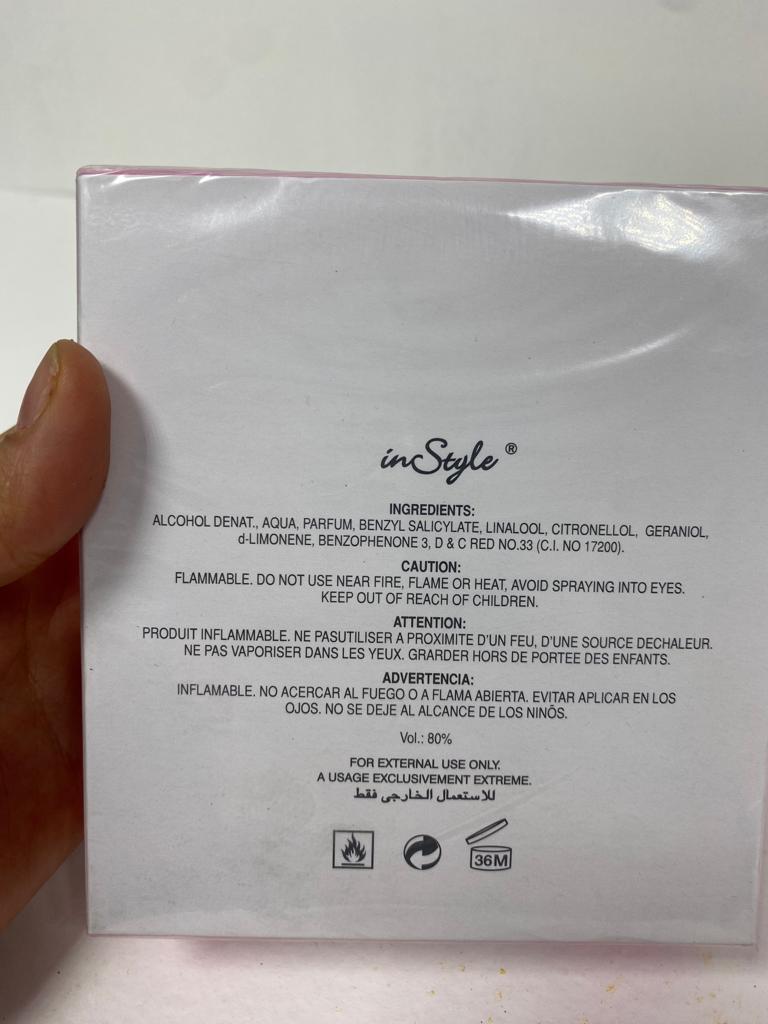 inStyle ®
INGREDIENTS:
ALCOHOL DENAT., AQUA, PARFUM, BENZYL SALICYLATE, LINALOOL, CITRONELLOL, GERANIOL,
d-LIMONENE, BENZOPHENONE 3, D & C RED NO.33 (C.I. NO 17200).
CAUTION:
FLAMMABLE. DO NOT USE NEAR FIRE, FLAME OR HEAT, AVOID SPRAYING INTO EYES.
KEEP OUT OF REACH OF CHILDREN.
ATTENTION:
PRODUIT INFLAMMABLE. NE PASUTILISER A PROXIMITE D'UN FEU, D'UNE SOURCE DECHALEUR.
NE PAS VAPORISER DANS LES YEUX. GRARDER HORS DE PORTEE DES ENFANTS.
ADVERTENCIA:
INFLAMABLE. NO ACERCAR AL FUEGO O A FLAMA ABIERTA. EVITAR APLICAR EN LOS
OJOS. NO SE DEJE AL ALCANCE DE LOS NINÕS.
Vol.: 80%
FOR EXTERNAL USE ONLY.
A USAGE EXCLUSIVEMENT EXTREME.
للاستعمال الخارجى فقط
36M